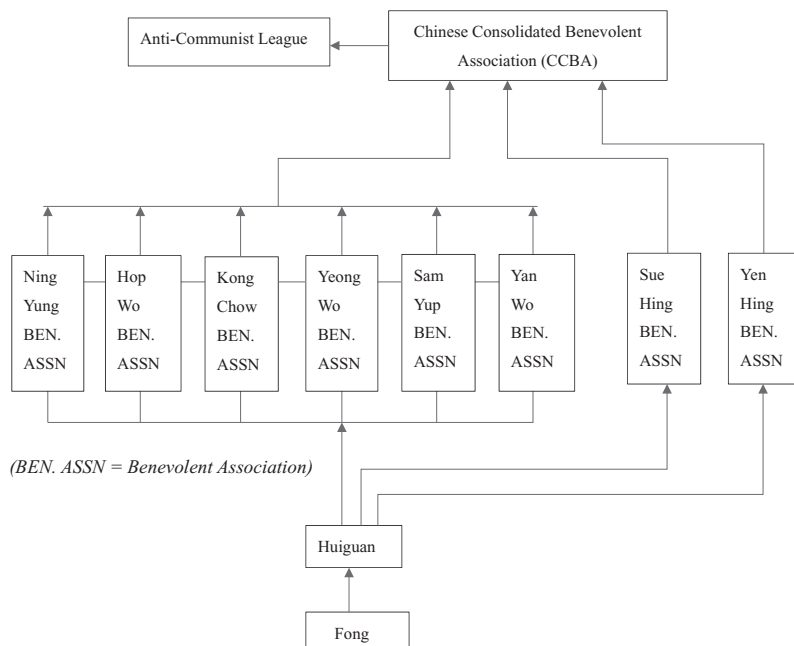 Anti-Communist League
Chinese Consolidated Benevolent
Association (CCBA)
Ning
Yung
BEN.
ASSN
Hop
Wo
BEN.
ASSN
Kong
Chow
BEN.
ASSN
Yeong
Wo
BEN.
ASSN
Sam
Yup
BEN.
ASSN
Yan
Wo
BEN.
ASSN
Sue
Hing
BEN.
ASSN
Yen
Hing
BEN.
ASSN
(BEN. ASSN = Benevolent Association)
Huiguan
Fong